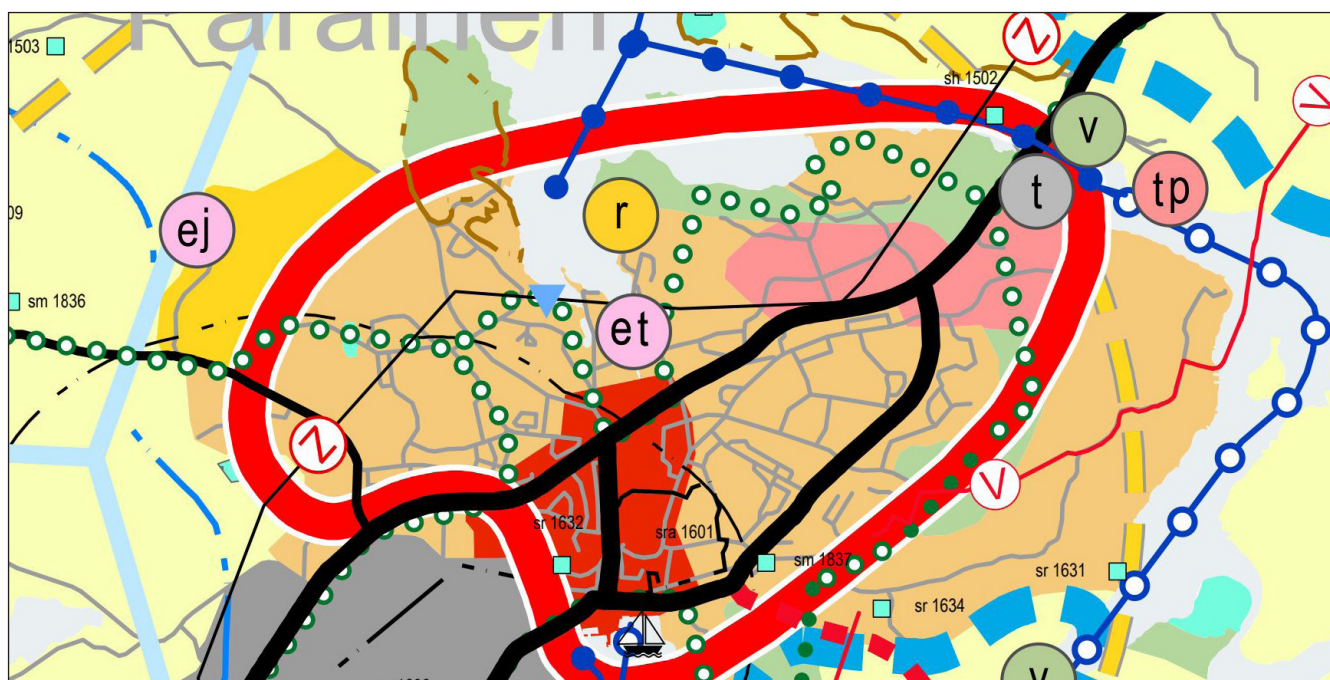 Parainen
1503
sh 1502
Z
V
v
t
tp
r
ej
09
sm 1836
et
Z
V
sr 1632
sra 1601
sm 1837
sr 1631
sr 1634
v